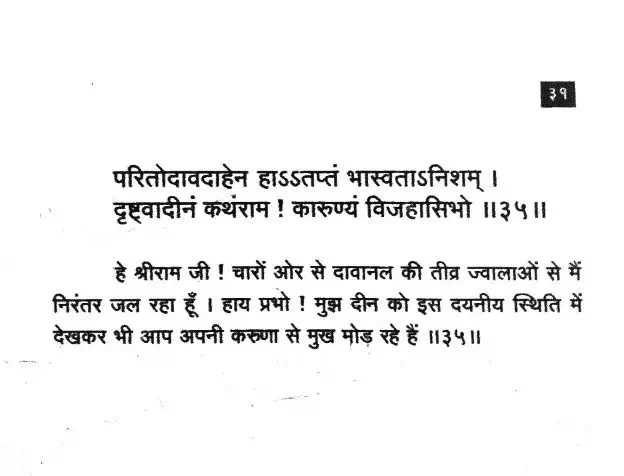 ३१
परितोदावदाहेन हाऽऽतप्तं भास्वताऽनिशम् ।
दृष्ट्वादीनं कथंराम ! कारुण्यं विजहासिभो ॥३५॥
हे श्रीराम जी ! चारों ओर से दावानल की तीव्र ज्वालाओं से मैं
निरंतर जल रहा हूँ । हाय प्रभो ! मुझ दीन को इस दयनीय स्थिति में
देखकर भी आप अपनी करुणा से मुख मोड़ रहे हैं ॥३५॥